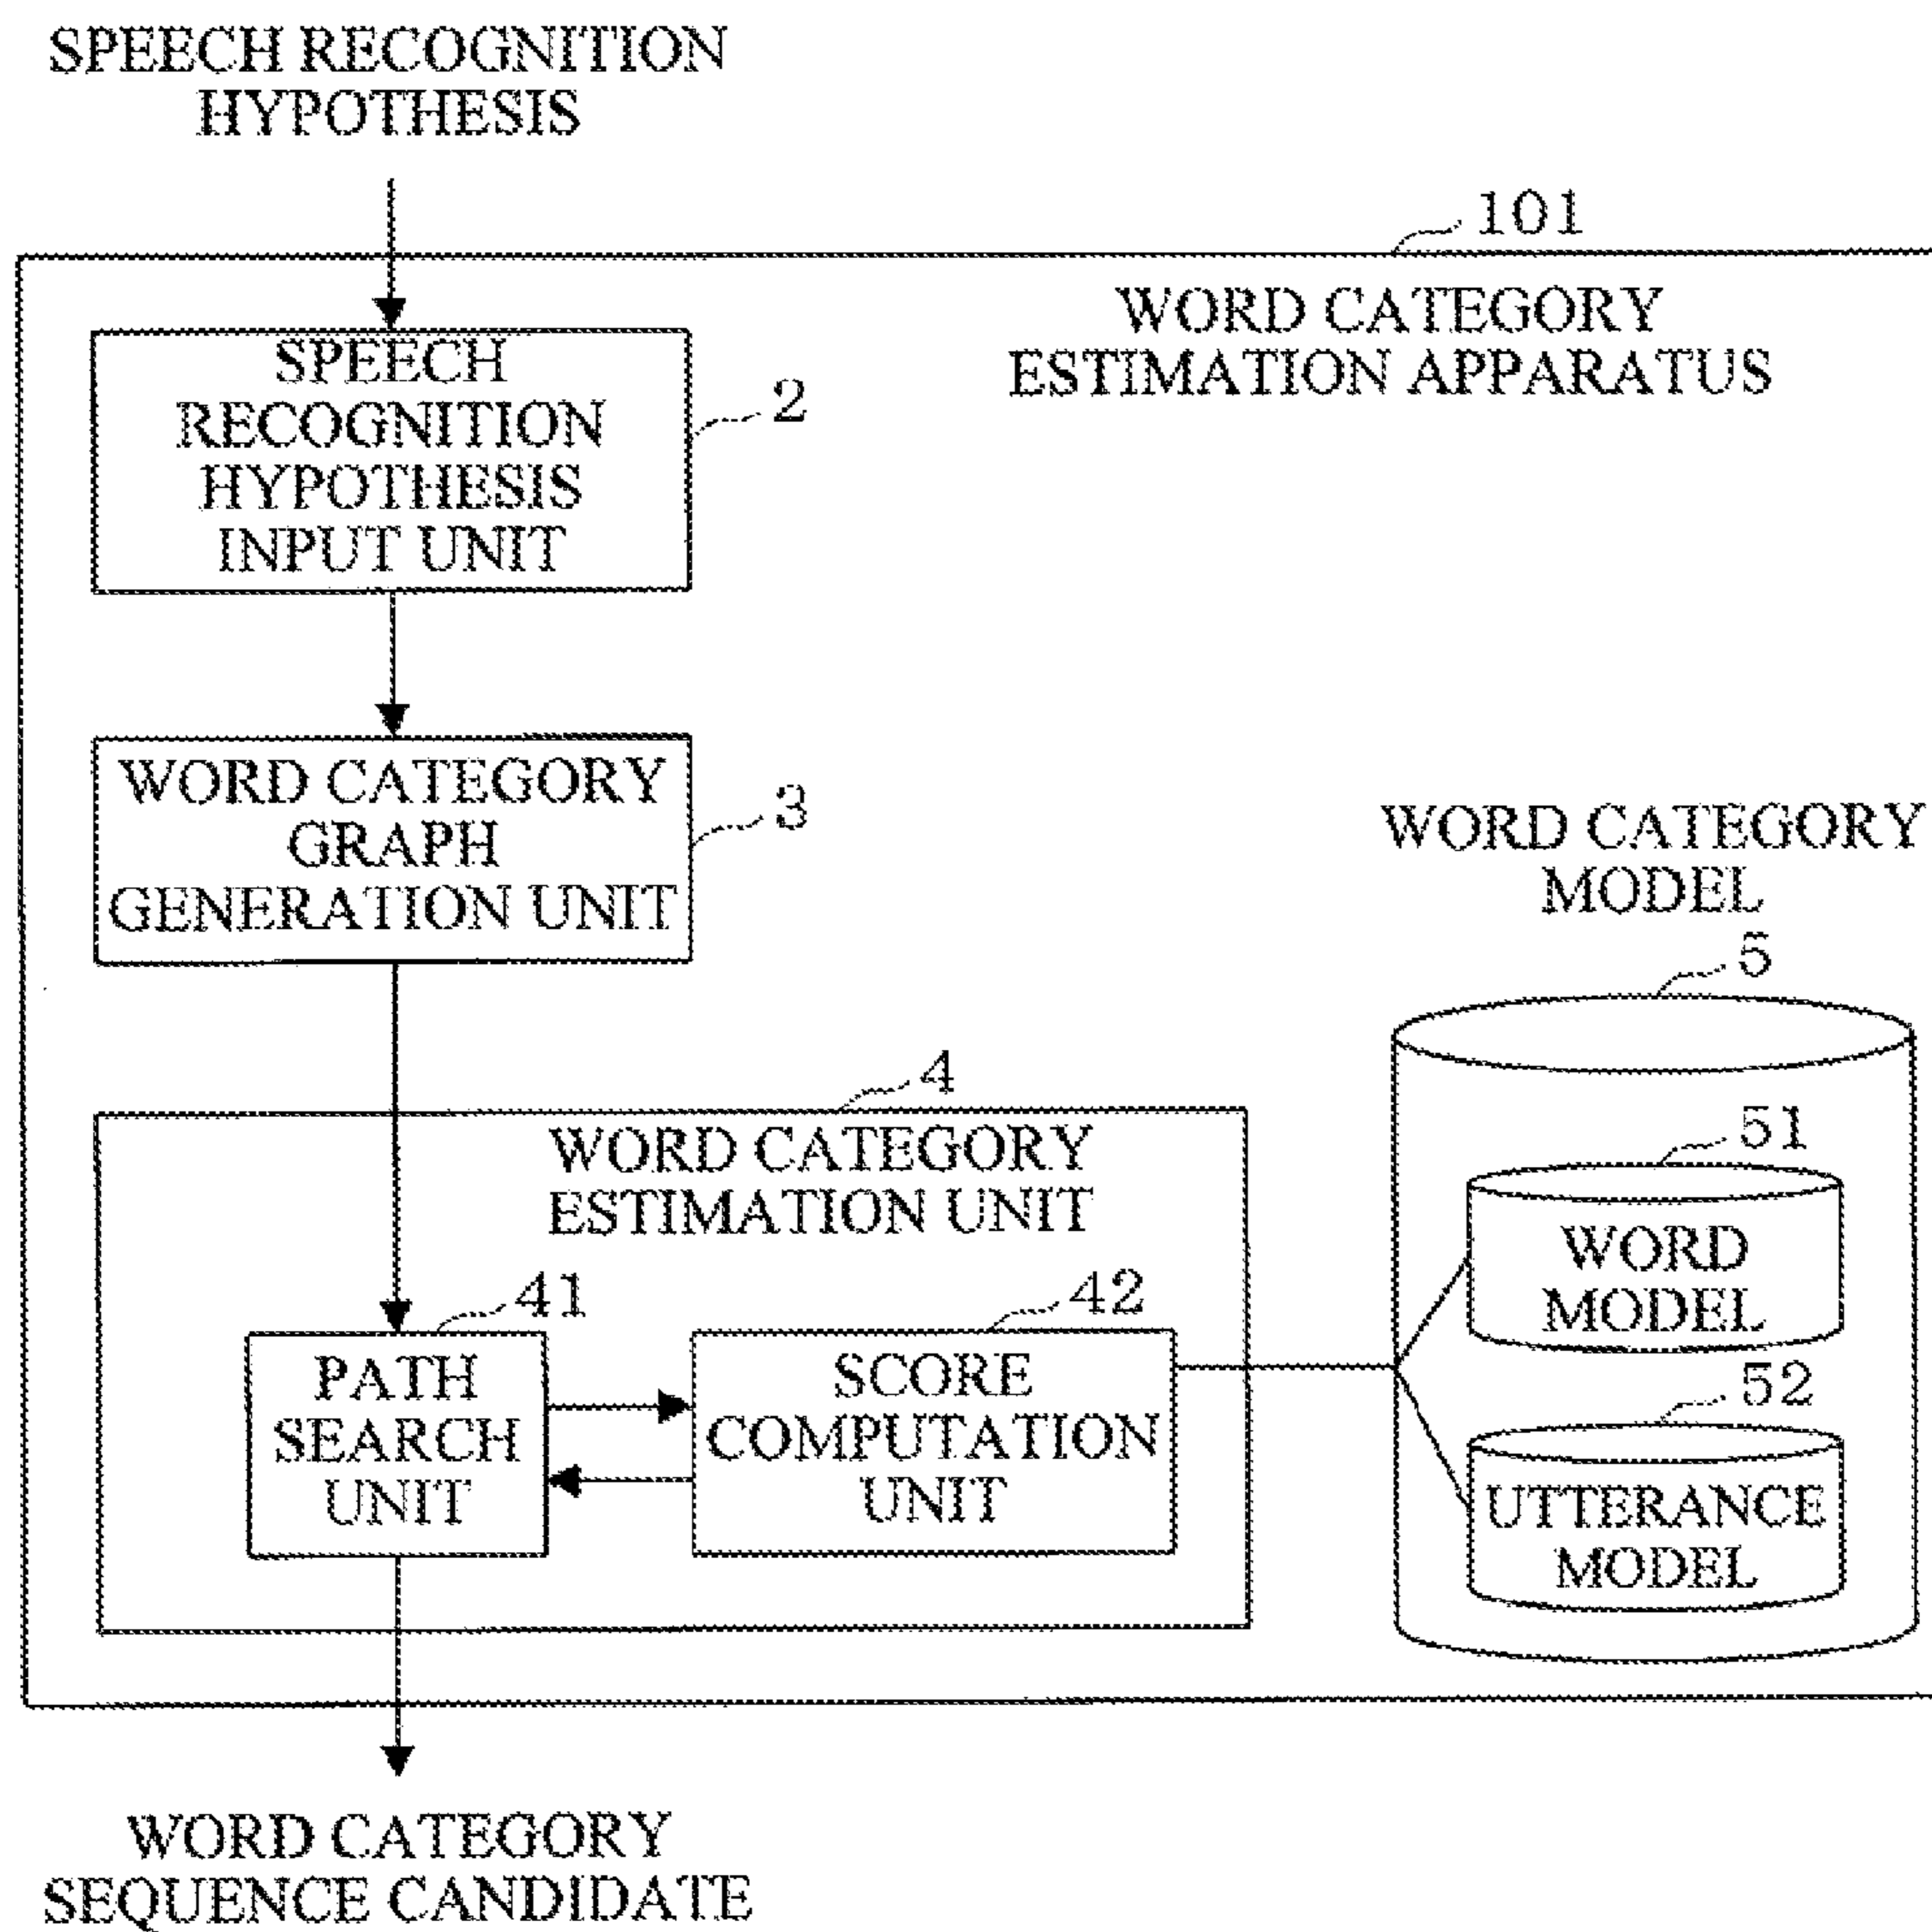 SPEECH RECOGNITION
HYPOTHESIS
101
WORD CATEGORY
ESTIMATION APPARATUS
SPEECH
RECOGNITION
HYPOTHESIS
INPUT UNIT
2
WORD CATEGORY
GRAPH
GENERATION UNIT
3
WORD CATEGORY
MODEL
5
4
WORD CATEGORY
ESTIMATION UNIT
41
PATH
SEARCH
UNIT
42
SCORE
COMPUTATION
UNIT
51
WORD
MODEL
52
UTTERANCE
MODEL
WORD CATEGORY
SEQUENCE CANDIDATE